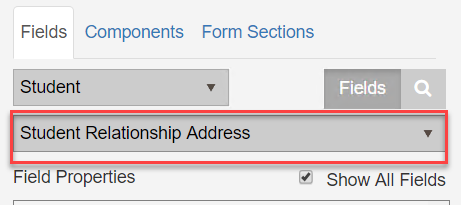 Fields Components Form Sections
Student Fields
Student Relationship Address
Field Properties Show All Fields